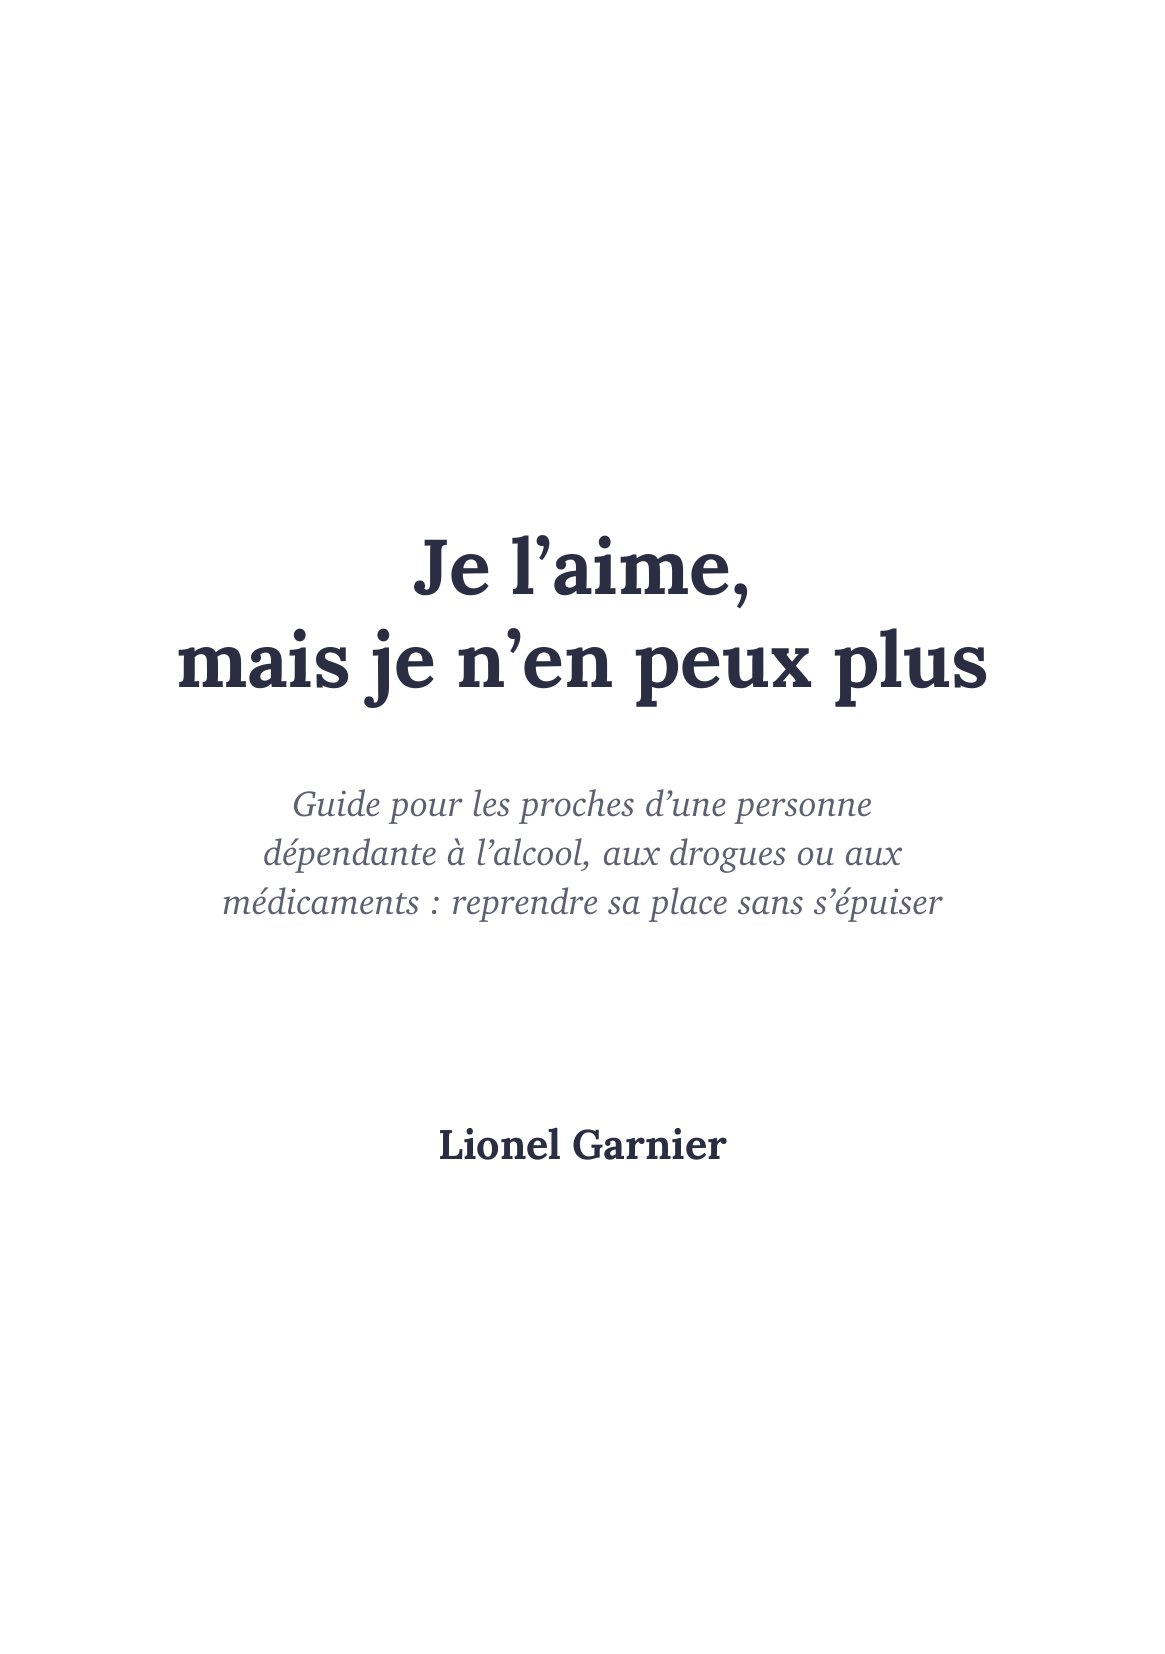 Je l’aime,
mais je n’en peux plus
Guide pour les proches d’une personne
dépendante à l’alcool, aux drogues ou aux
médicaments : reprendre sa place sans s’épuiser
Lionel Garnier